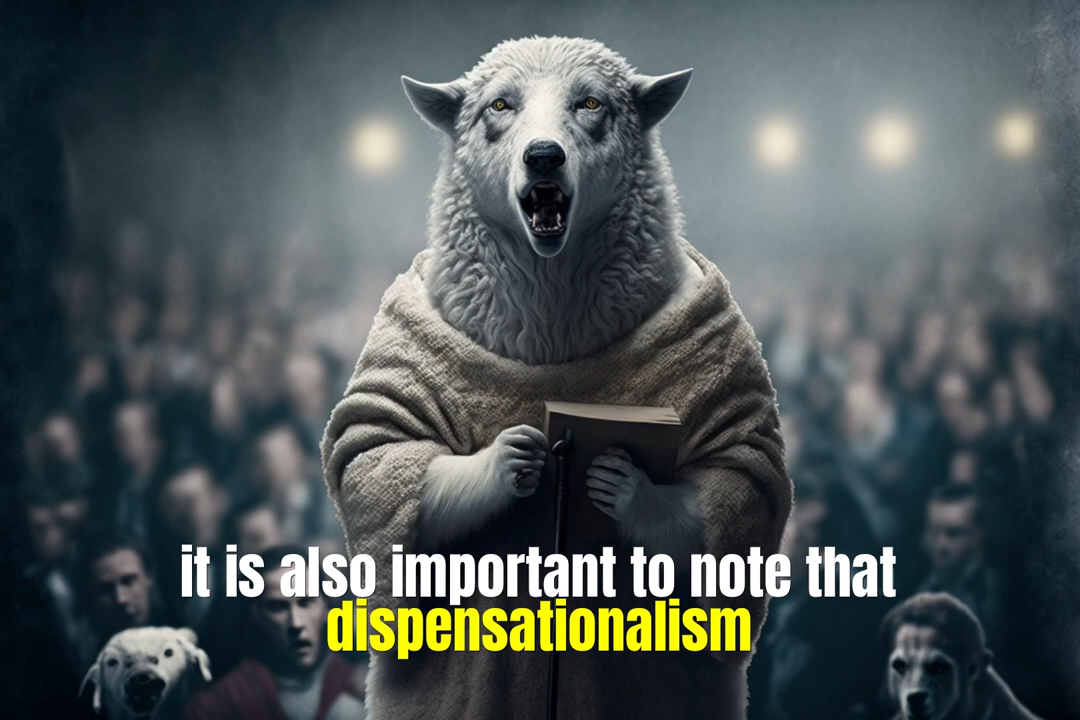 it is also important to note that
dispensationalism